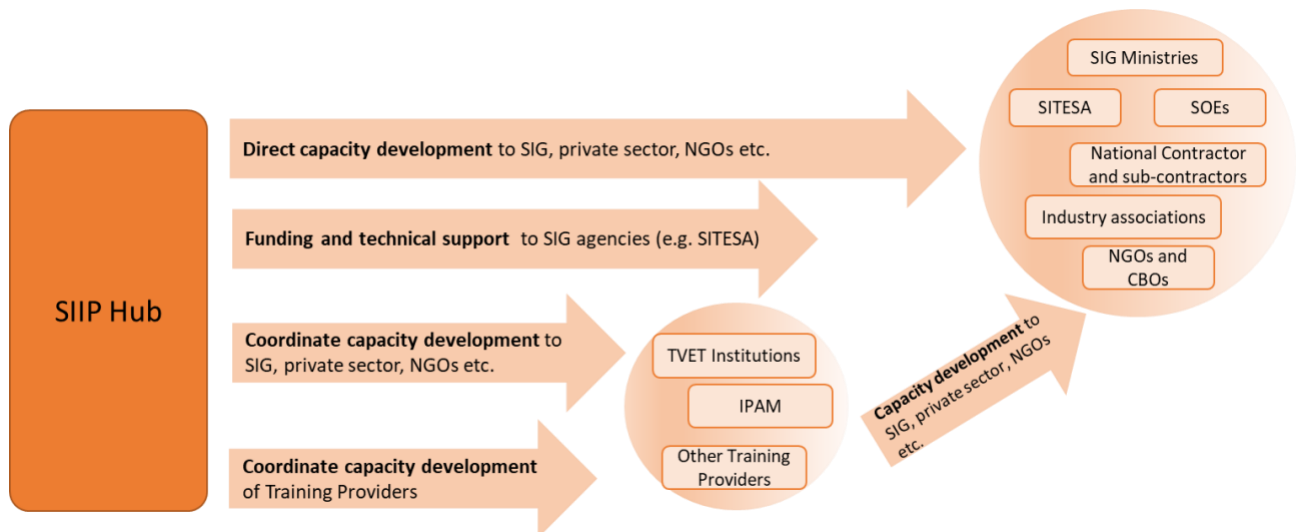 SIIP Hub
Direct capacity development to SIG, private sector, NGOs etc.
Funding and technical support to SIG agencies (e.g. SITESA)
Coordinate capacity development to
SIG, private sector, NGOs etc.
Coordinate capacity development
of Training Providers
TVET Institutions
IPAM
Other Training
Providers
Capacity development to
SIG, private sector, NGOs
etc.
SIG Ministries
SITESA
SOEs
National Contractor
and sub-contractors
Industry associations
NGOs and
CBOs